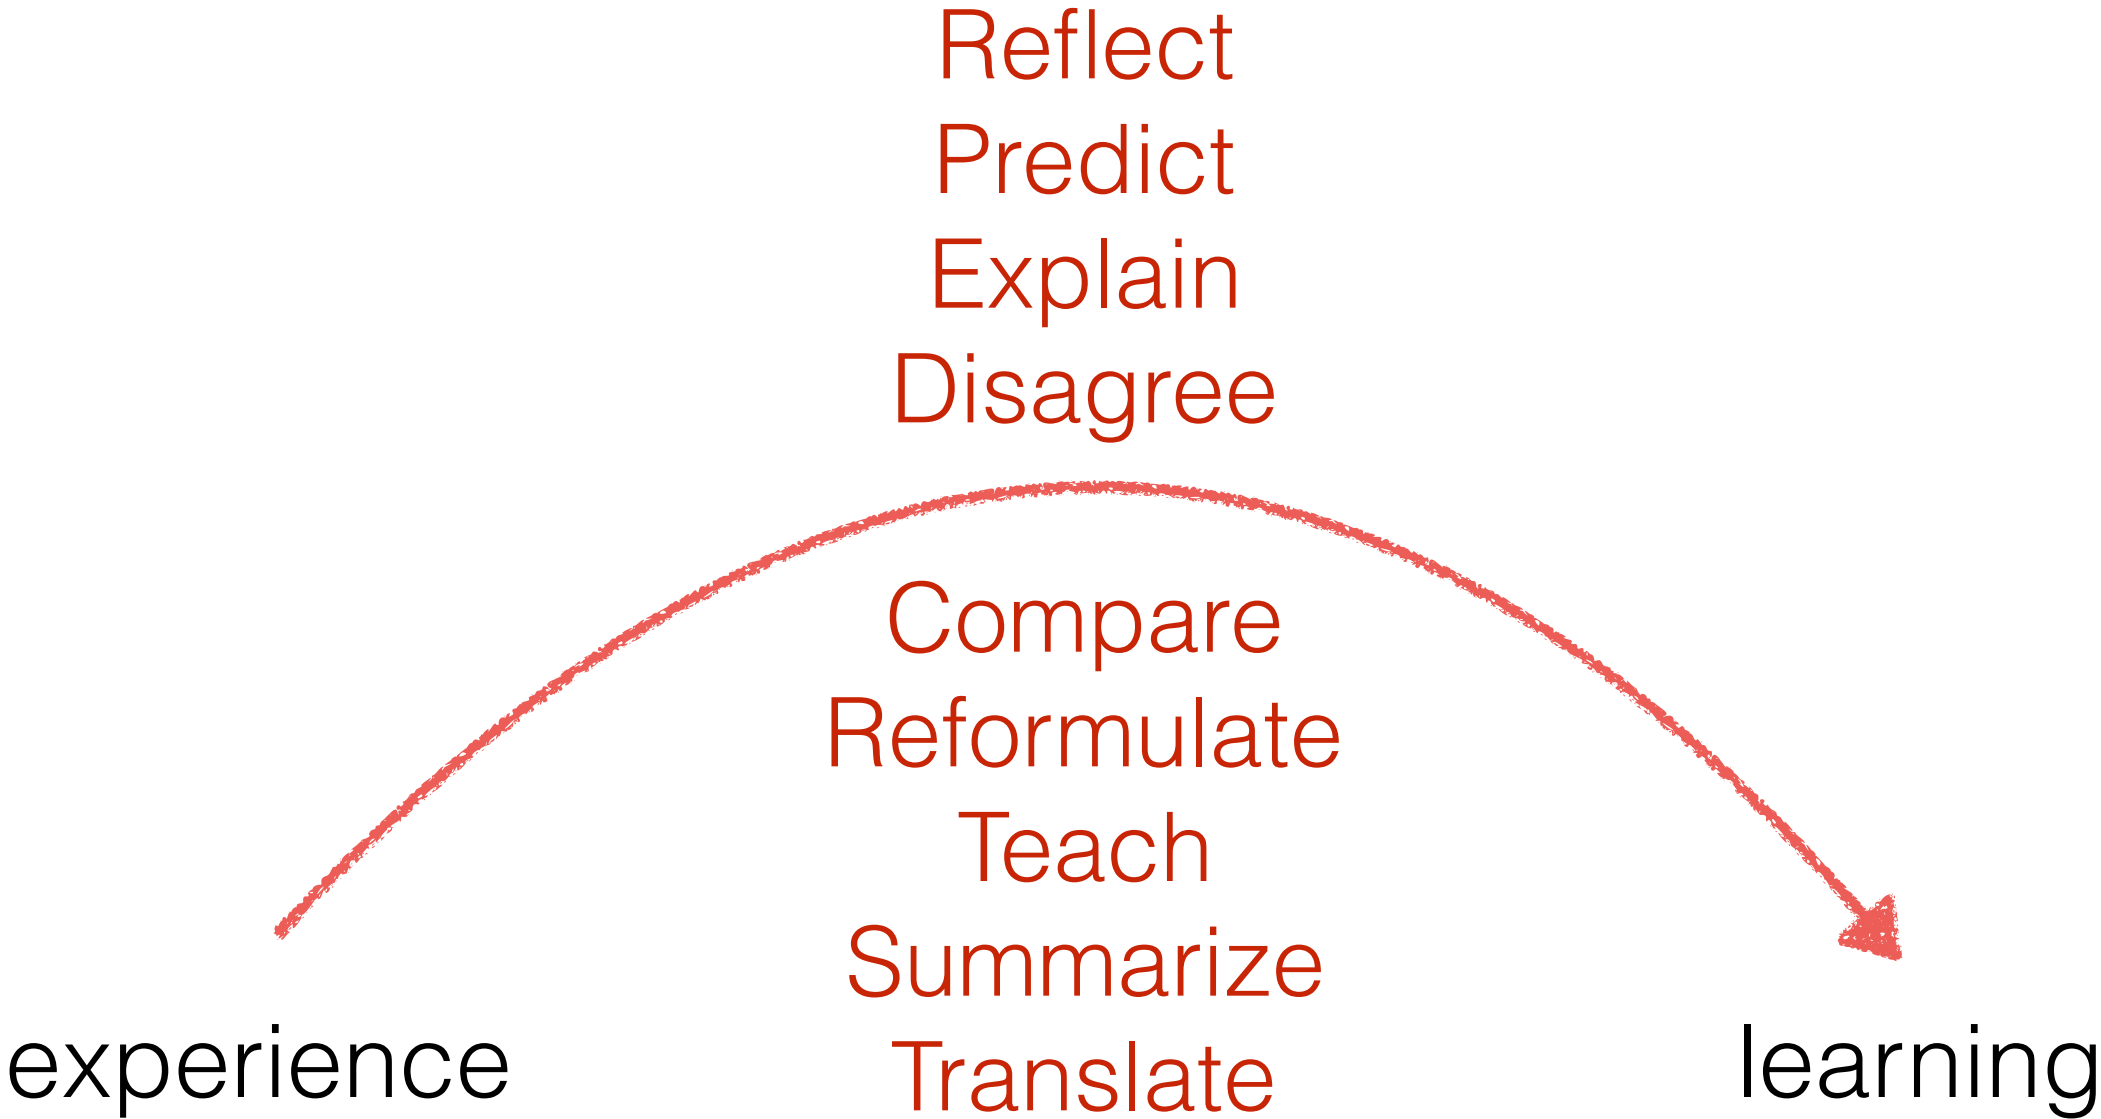 Reflect
Predict
Explain
Disagree
Compare
Reformulate
Teach
Summarize
Translate
experience
learning